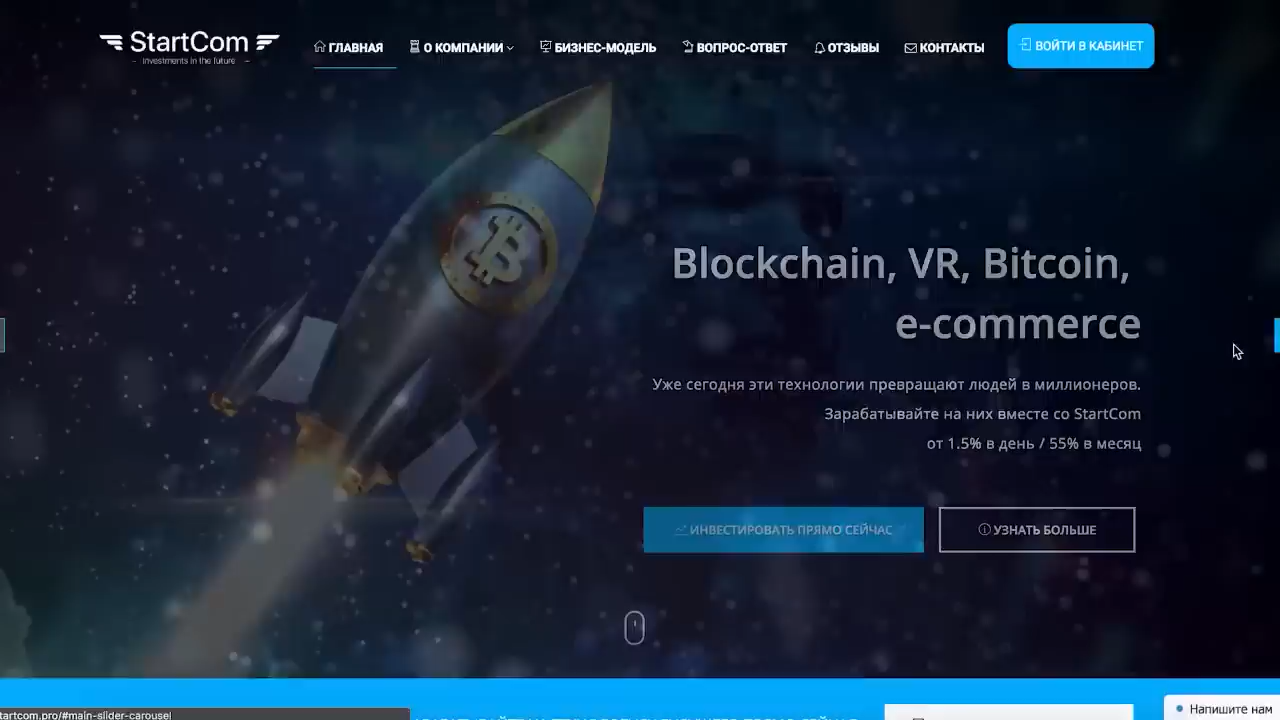 StartCom
investments in the future
ГЛАВНАЯ
О КОМПАНИИ
БИЗНЕС-МОДЕЛЬ
ВОПРОС-ОТВЕТ
ОТЗЫВЫ
КОНТАКТЫ
ВОЙТИ В КАБИНЕТ
Blockchain, VR, Bitcoin,
e-commerce
Уже сегодня эти технологии превращают людей в миллионеров.
Зарабатывайте на них вместе со StartCom
от 1.5% в день / 55% в месяц
ИНВЕСТИРОВАТЬ ПРЯМО СЕЙЧАС
УЗНАТЬ БОЛЬШЕ
tartcom.pro/#main-slider-carousel
Напишите нам